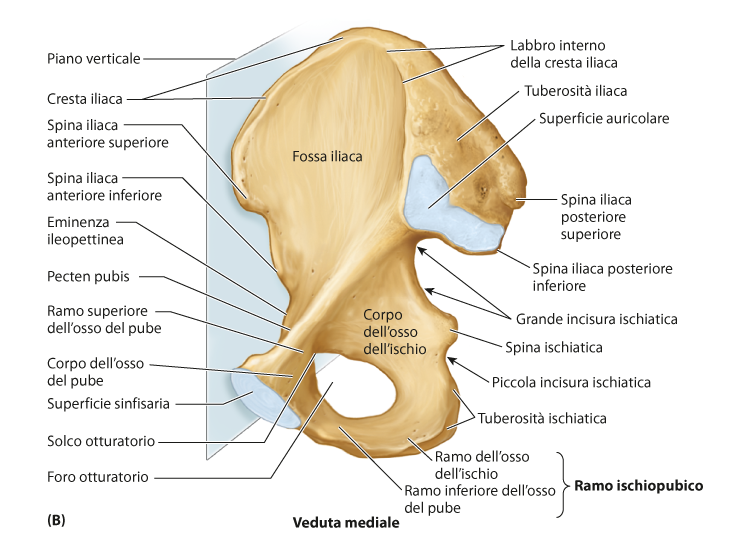 Piano verticale
Cresta iliaca
Spina iliaca
anteriore superiore
Spina iliaca
anteriore inferiore
Eminenza
ileopettinea
Pecten pubis
Ramo superiore
dell'osso del pube
Corpo dell'osso
del pube
Superficie sinfisaria
Solco otturatorio
Foro otturatorio
Fossa iliaca
Corpo
dell'osso
dell'ischio
Labbro interno
della cresta iliaca
Tuberosità iliaca
Superficie auricolare
Spina iliaca
posteriore
superiore
Spina iliaca posteriore
inferiore
Grande incisura ischiatica
Spina ischiatica
Piccola incisura ischiatica
Tuberosità ischiatica
Ramo dell'osso
dell'ischio
Ramo inferiore dell'osso
del pube
Ramo ischiopubico
(B)
Veduta mediale